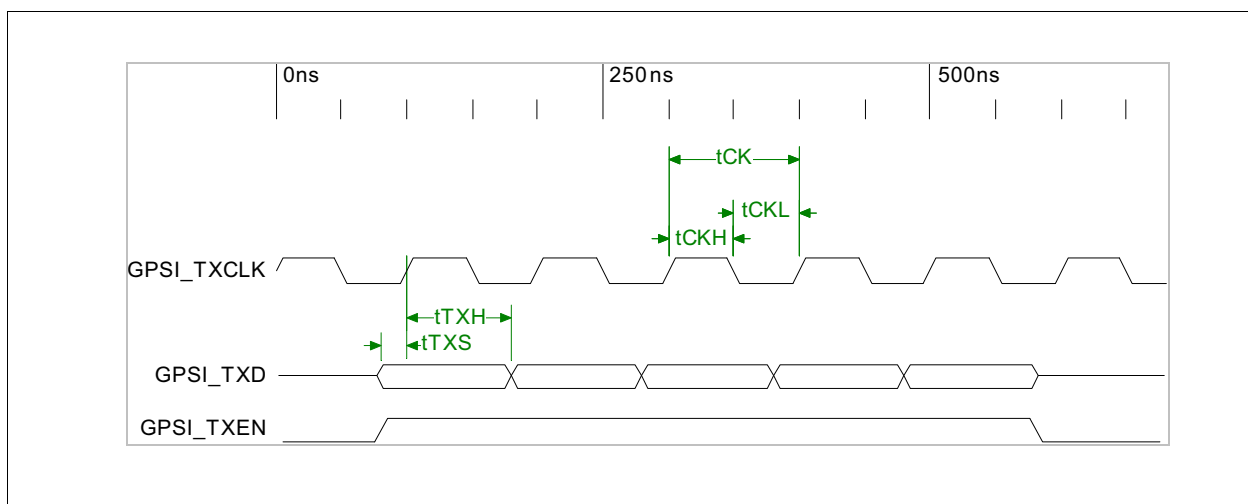 0ns 250ns 500ns
tCK
tCKL
tCKH
GPSI_TXCLK
tTXH
tTXS
GPSI_TXD
GPSI_TXEN